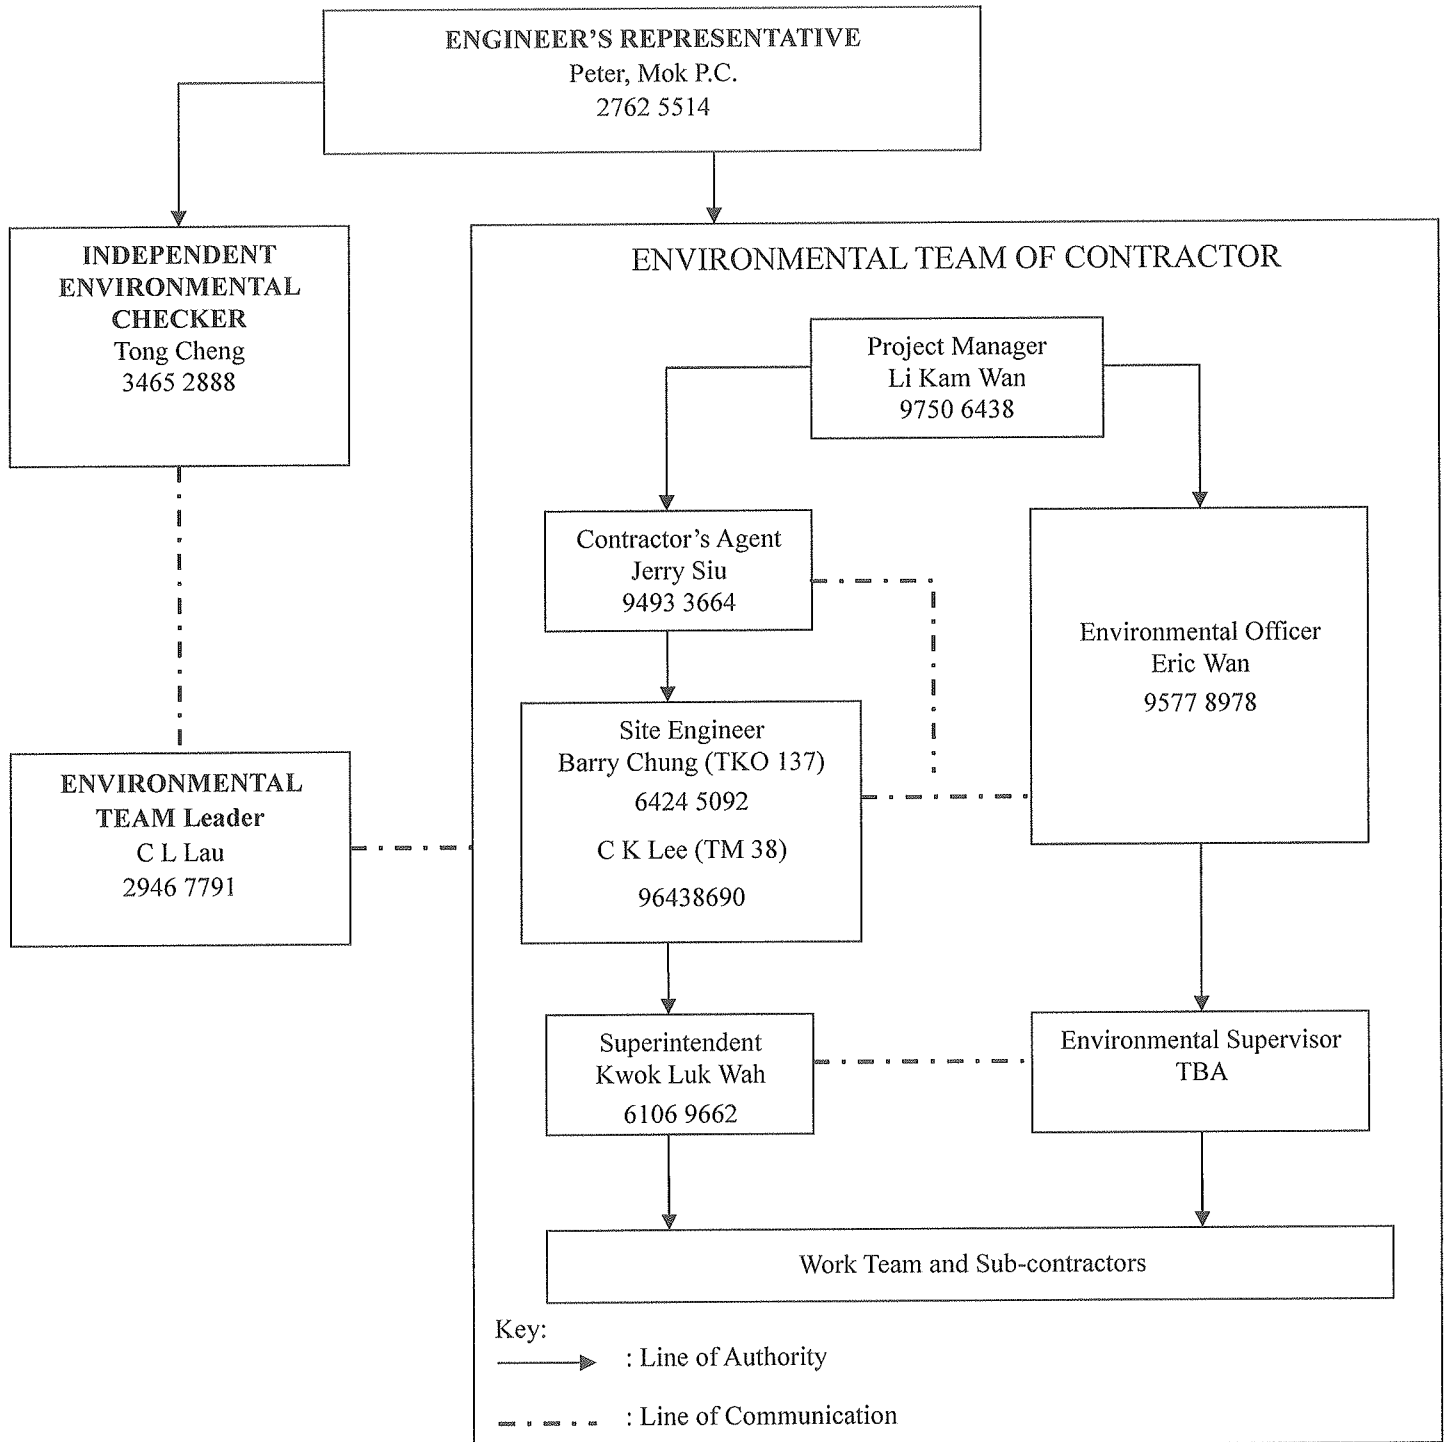 ENGINEER’S REPRESENTATIVE
Peter, Mok P.C.
2762 5514
INDEPENDENT
ENVIRONMENTAL
CHECKER
Tong Cheng
3465 2888
ENVIRONMENTAL
TEAM Leader
C L Lau
2946 7791
ENVIRONMENTAL TEAM OF CONTRACTOR
Project Manager
Li Kam Wan
9750 6438
Contractor’s Agent
Jerry Siu
9493 3664
Environmental Officer
Eric Wan
9577 8978
Site Engineer
Barry Chung (TKO 137)
6424 5092
C K Lee (TM 38)
96438690
Superintendent
Kwok Luk Wah
6106 9662
Environmental Supervisor
TBA
Work Team and Sub-contractors
Key:
: Line of Authority
: Line of Communication